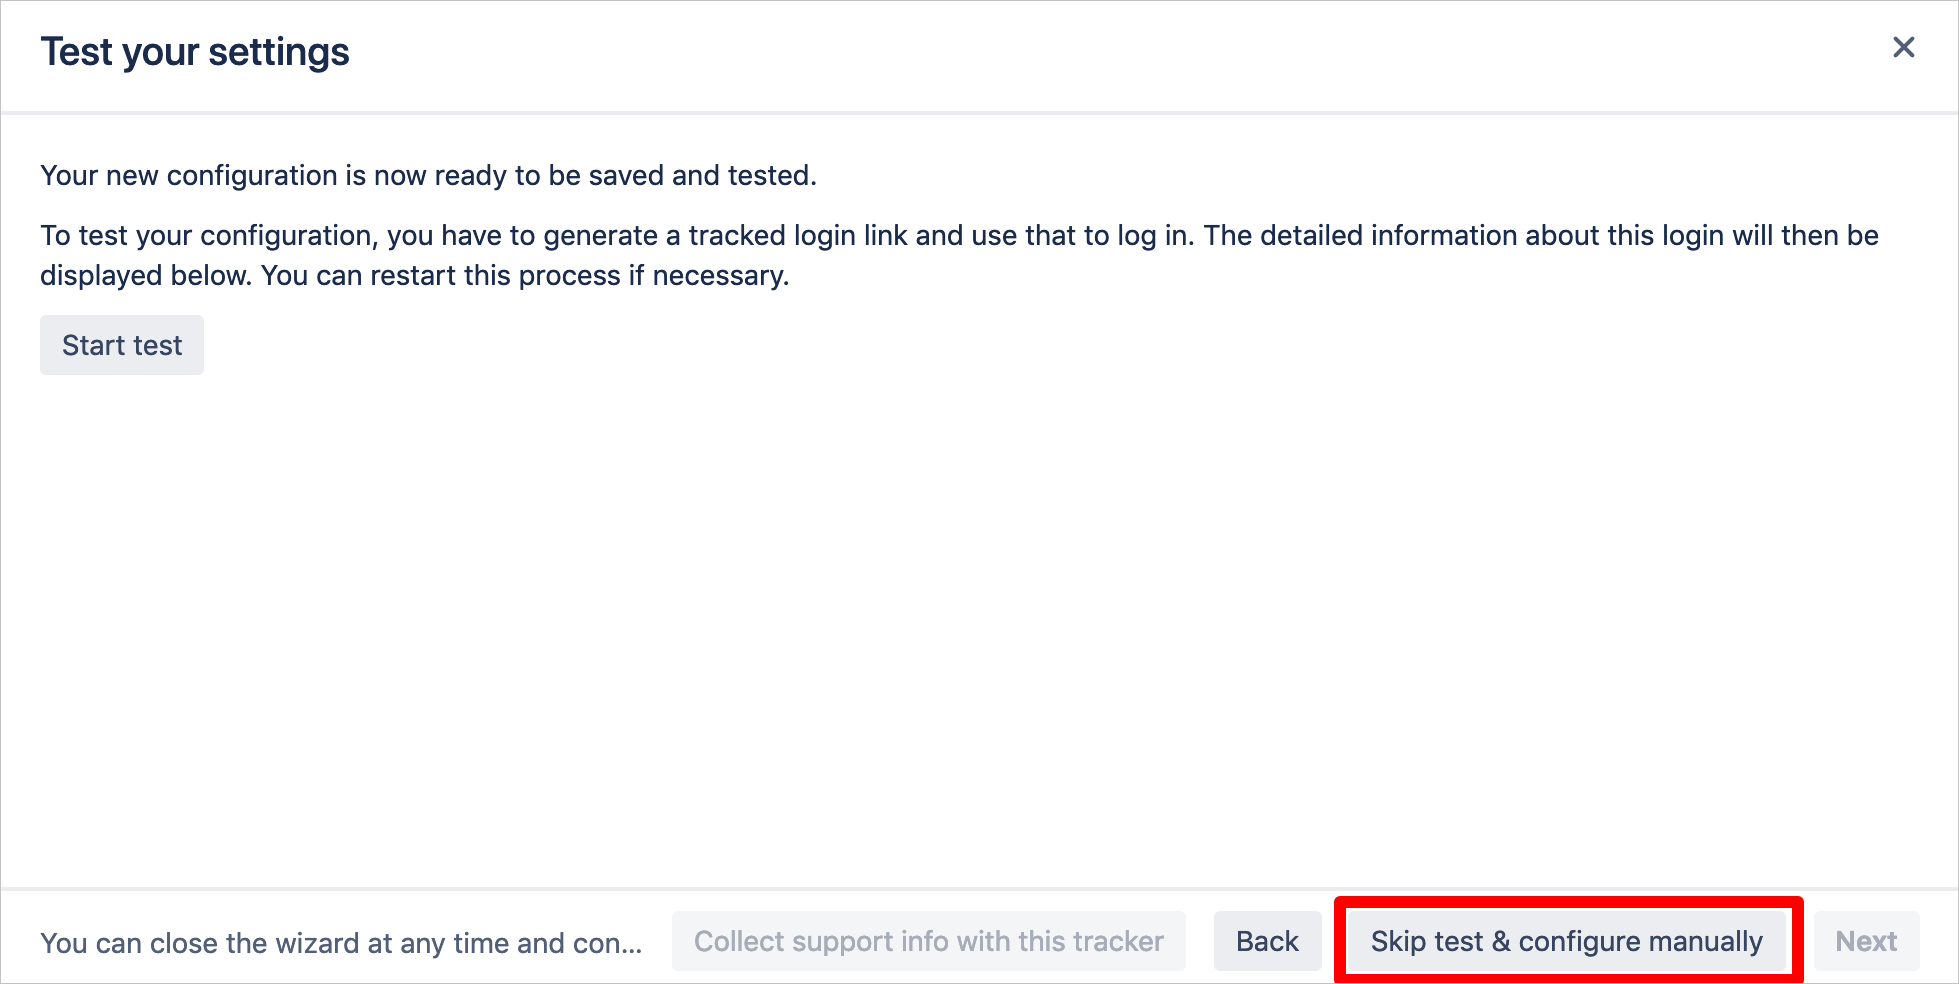 Test your settings
Your new configuration is now ready to be saved and tested.
To test your configuration, you have to generate a tracked login link and use that to log in. The detailed information about this login will then be
displayed below. You can restart this process if necessary.
Start test
You can close the wizard at any time and con...
Collect support info with this tracker
Back
Skip test & configure manually
Next